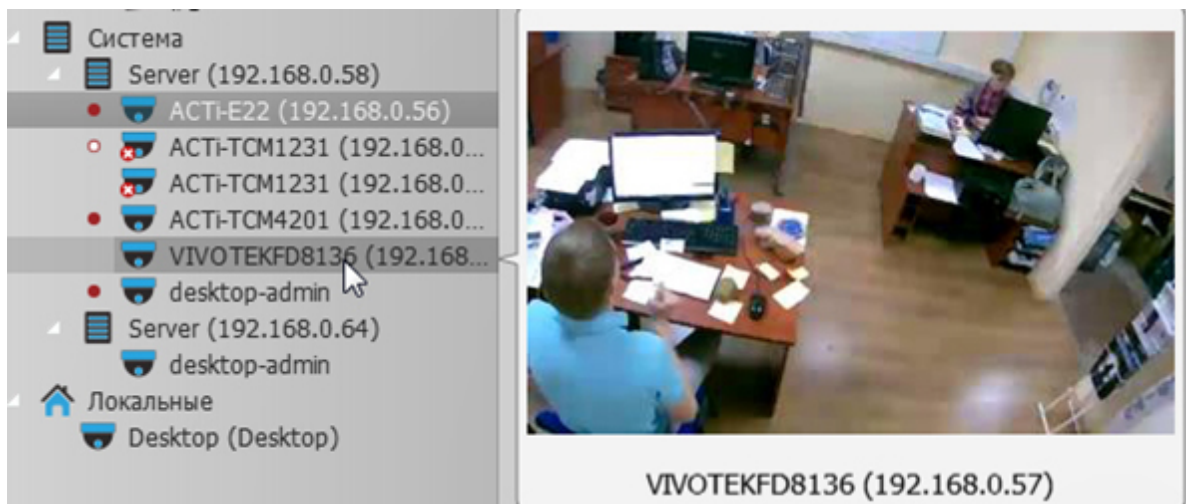 Система
Server (192.168.0.58)
ACTi-E22 (192.168.0.56)
ACTi-TCM1231 (192.168.0...
ACTi-TCM1231 (192.168.0...
ACTi-TCM4201 (192.168.0...
VIVOTEKFD8136 (192.168...
desktop-admin
Server (192.168.0.64)
desktop-admin
Локальные
Desktop (Desktop)
VIVOTEKFD8136 (192.168.0.57)